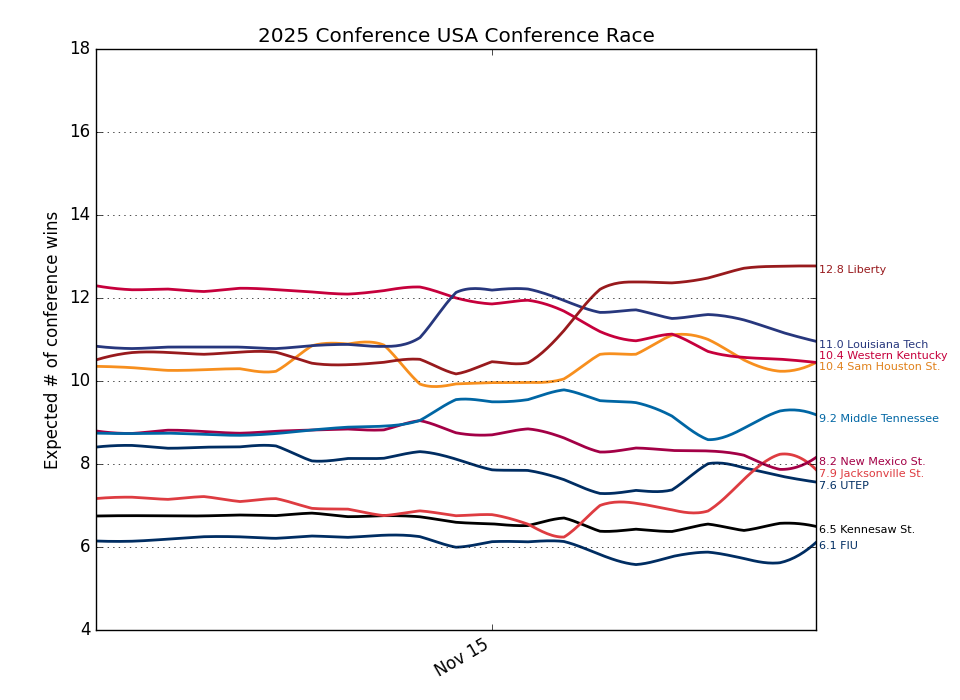 2025 Conference USA Conference Race
Expected # of conference wins
18
16
14
12
10
8
6
4
Nov 15
12.8 Liberty
11.0 Louisiana Tech
10.4 Western Kentucky
10.4 Sam Houston St.
9.2 Middle Tennessee
8.2 New Mexico St.
7.9 Jacksonville St.
7.6 UTEP
6.5 Kennesaw St.
6.1 FIU